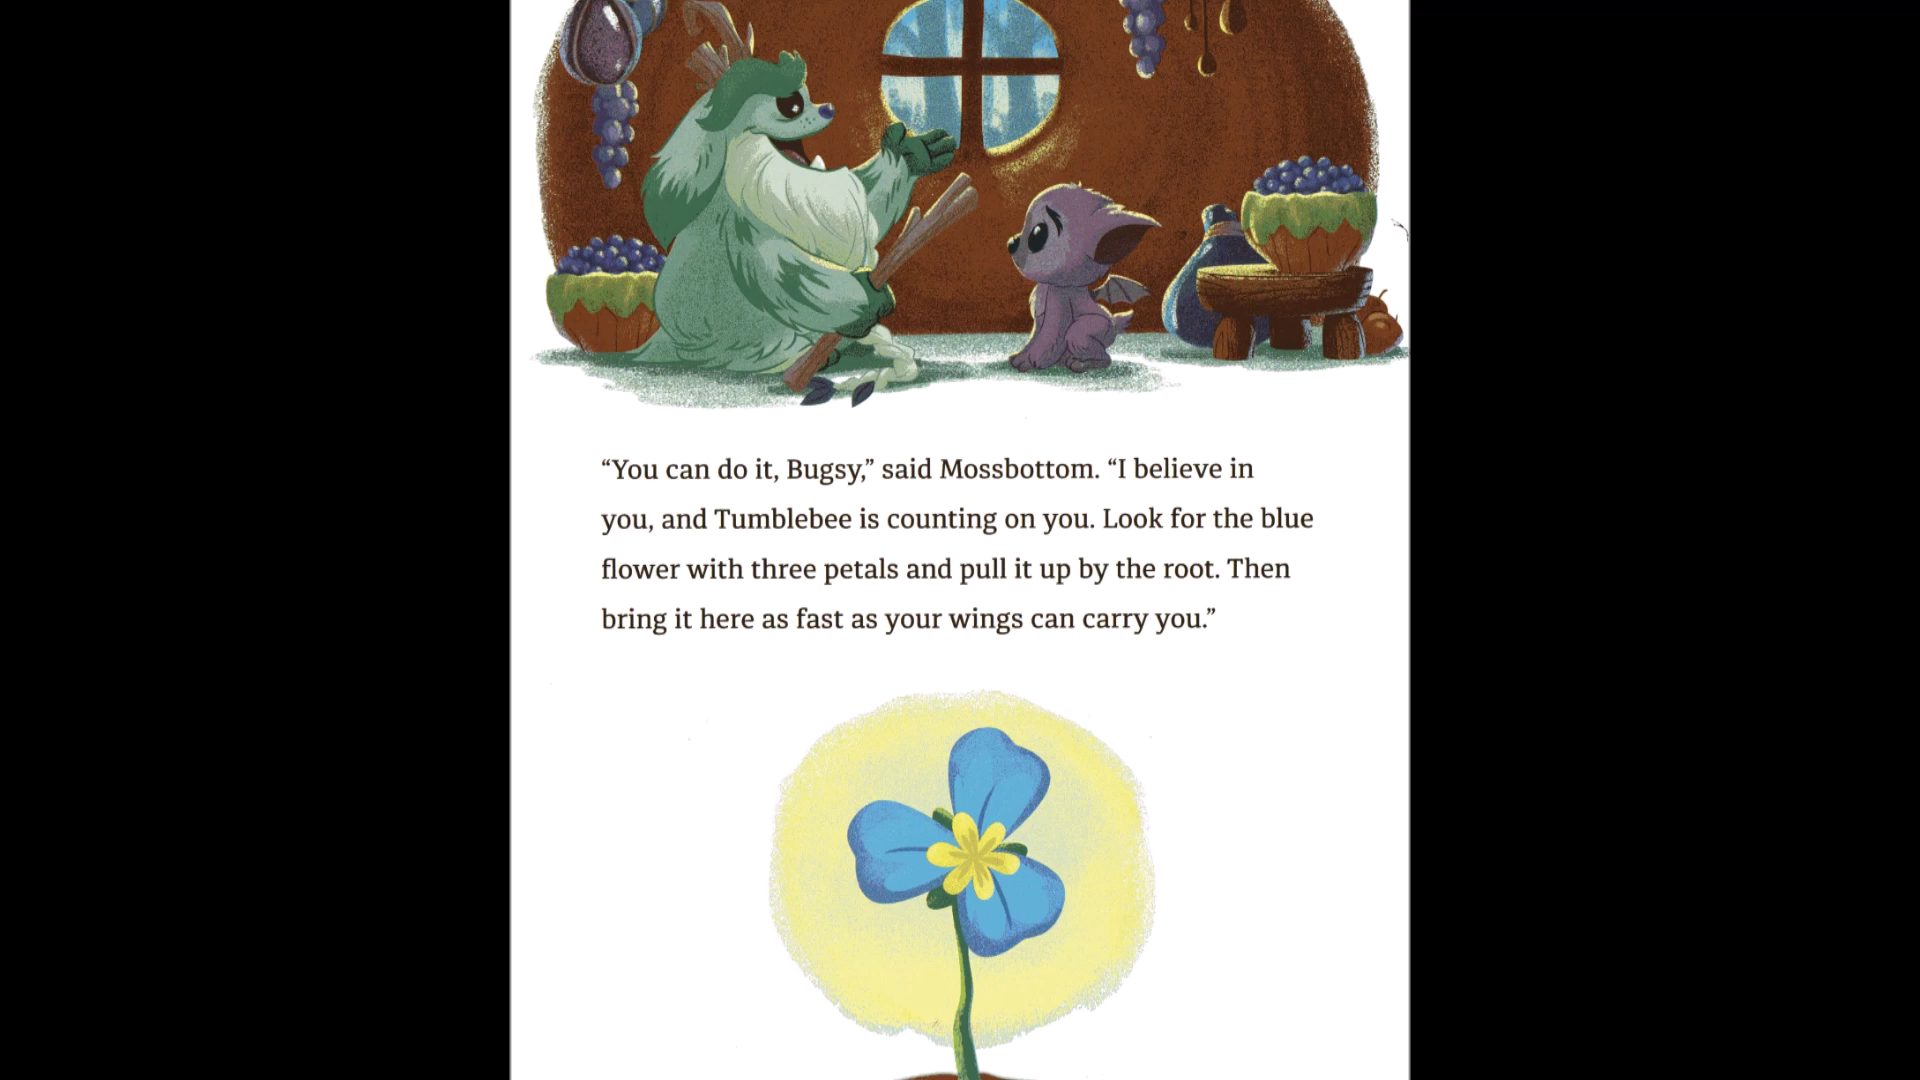 “You can do it, Bugsy,” said Mossbottom. “I believe in
you, and Tumblebee is counting on you. Look for the blue
flower with three petals and pull it up by the root. Then
bring it here as fast as your wings can carry you.”